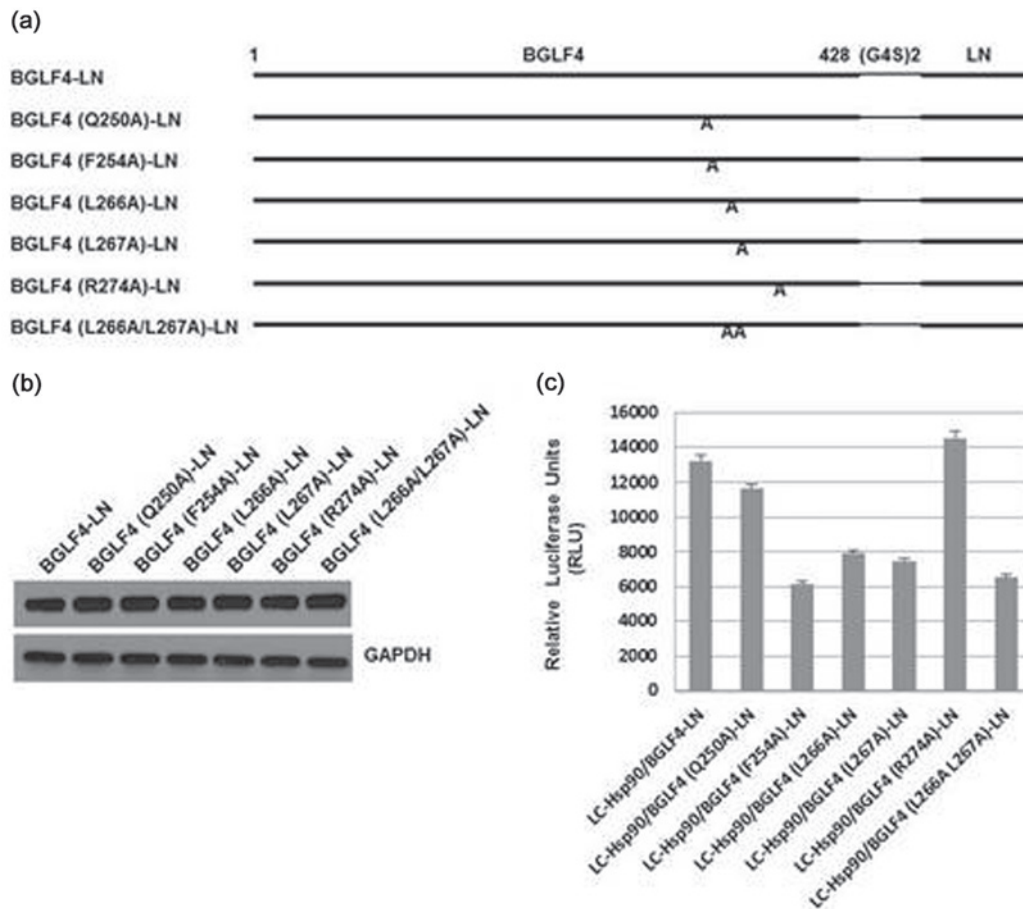 (a)
1 BGLF4 428 (G4S)2 LN
BGLF4-LN
BGLF4 (Q250A)-LN
A
BGLF4 (F254A)-LN
A
BGLF4 (L266A)-LN
A
BGLF4 (L267A)-LN
A
BGLF4 (R274A)-LN
A
BGLF4 (L266A/L267A)-LN
AA
(b)
BGLF4-LN
BGLF4 (Q250A)-LN
BGLF4 (F254A)-LN
BGLF4 (L266A)-LN
BGLF4 (L267A)-LN
BGLF4 (R274A)-LN
BGLF4 (L266A/L267A)-LN
GAPDH
(c)
Relative Luciferase Units
(RLU)
16000
14000
12000
10000
8000
6000
4000
2000
0
LC-Hsp90/BGLF4-LN
LC-Hsp90/BGLF4 (Q250A)-LN
LC-Hsp90/BGLF4 (F254A)-LN
LC-Hsp90/BGLF4 (L266A)-LN
LC-Hsp90/BGLF4 (L267A)-LN
LC-Hsp90/BGLF4 (R274A)-LN
LC-Hsp90/BGLF4 (L266A L267A)-LN